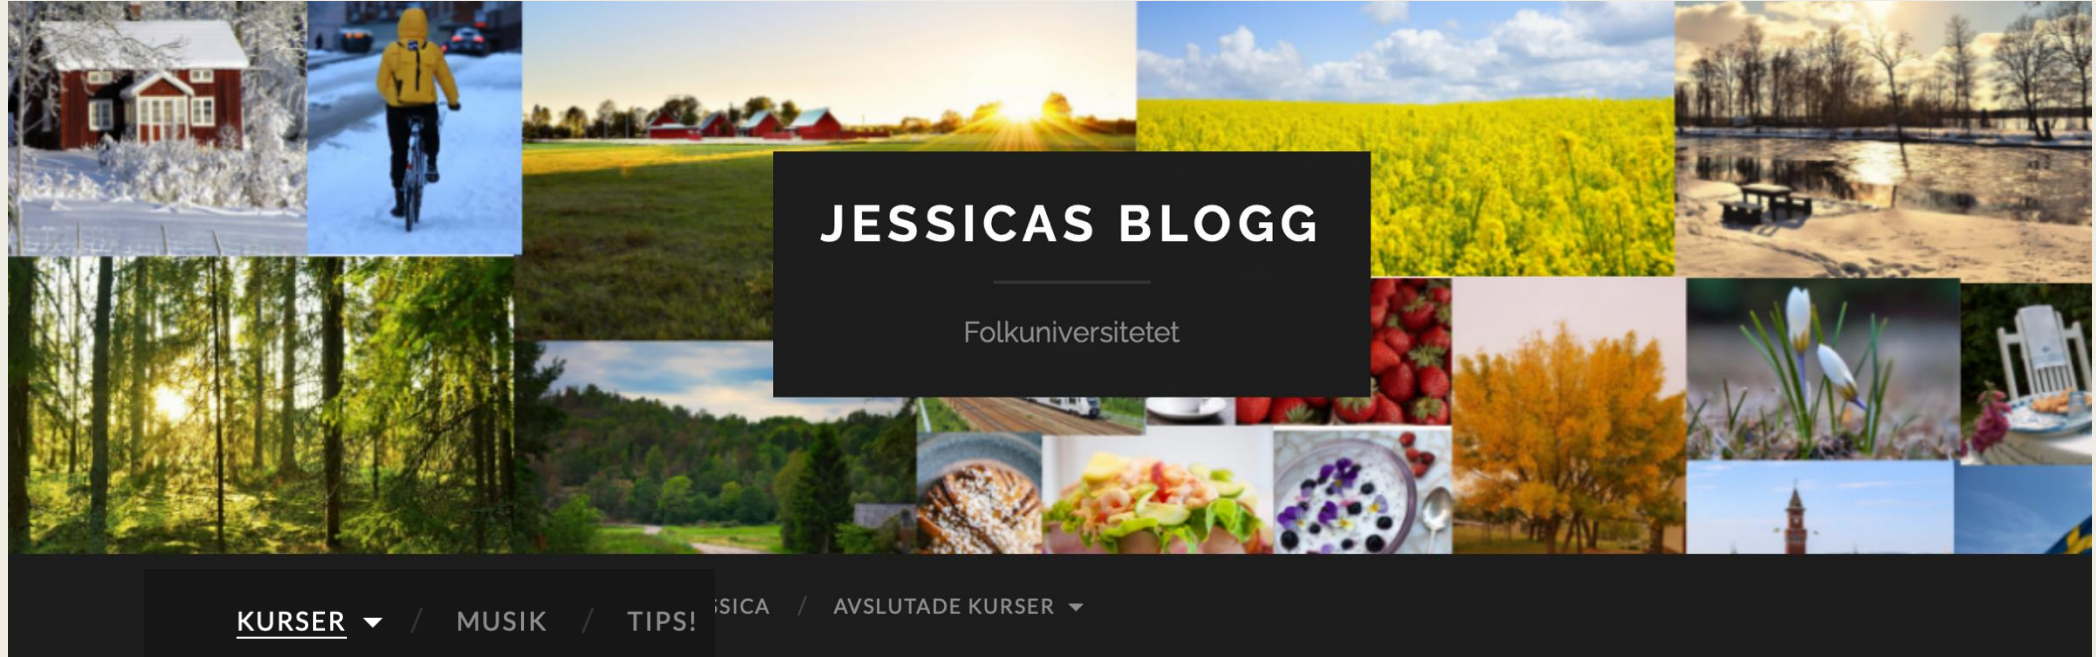 JESSICAS BLOGG
Folkuniversitetet
KURSER / MUSIK / TIPS! / AVSLUTADE KURSER